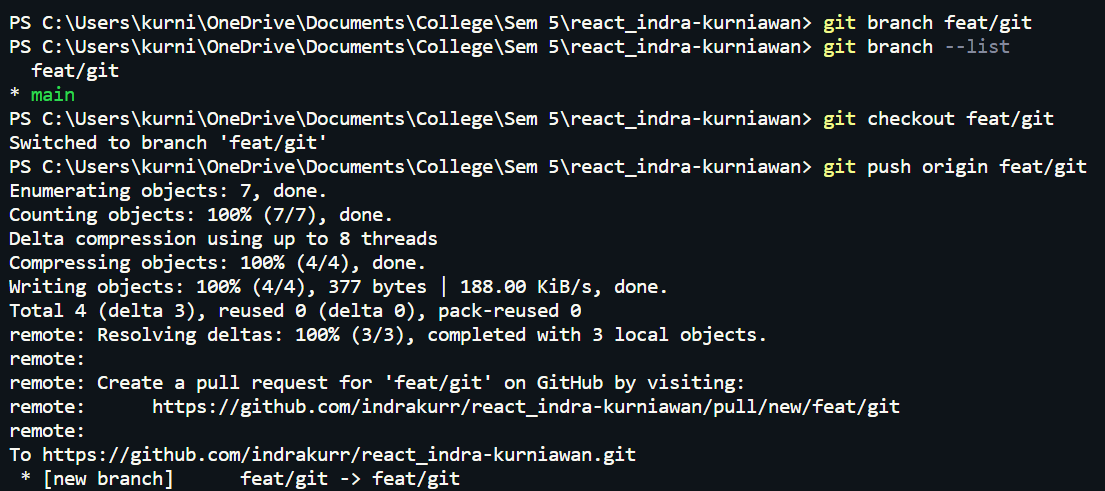 PS C:\Users\kurni\OneDrive\Documents\College\Sem 5\react_indra-kurniawan> git branch feat/git
PS C:\Users\kurni\OneDrive\Documents\College\Sem 5\react_indra-kurniawan> git branch --list
  feat/git
* main
PS C:\Users\kurni\OneDrive\Documents\College\Sem 5\react_indra-kurniawan> git checkout feat/git
Switched to branch 'feat/git'
PS C:\Users\kurni\OneDrive\Documents\College\Sem 5\react_indra-kurniawan> git push origin feat/git
Enumerating objects: 7, done.
Counting objects: 100% (7/7), done.
Delta compression using up to 8 threads
Compressing objects: 100% (4/4), done.
Writing objects: 100% (4/4), 377 bytes | 188.00 KiB/s, done.
Total 4 (delta 3), reused 0 (delta 0), pack-reused 0
remote: Resolving deltas: 100% (3/3), completed with 3 local objects.
remote:
remote: Create a pull request for 'feat/git' on GitHub by visiting:
remote:      https://github.com/indrakurr/react_indra-kurniawan/pull/new/feat/git
remote:
To https://github.com/indrakurr/react_indra-kurniawan.git
 * [new branch]      feat/git -> feat/git